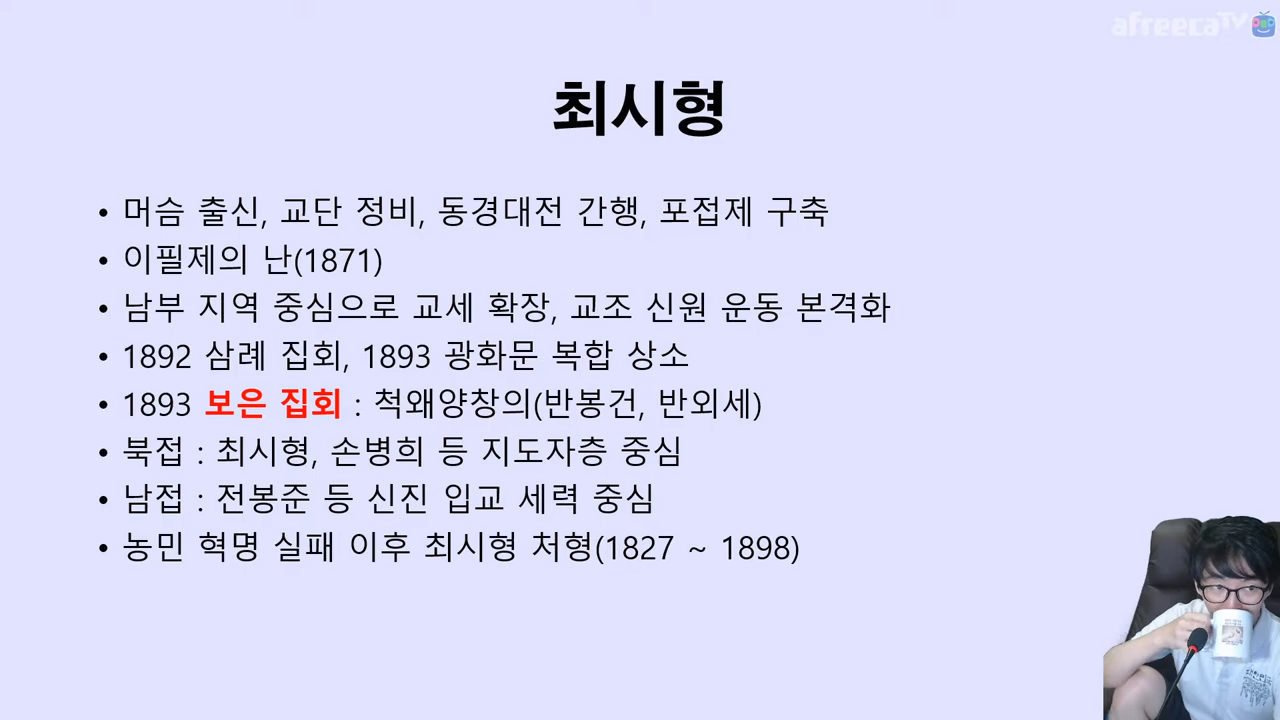 afreecaTV
최시형
• 머슴 출신, 교단 정비, 동경대전 간행, 포접제 구축
• 이필제의 난(1871)
• 남부 지역 중심으로 교세 확장, 교조 신원 운동 본격화
• 1892 삼례 집회, 1893 광화문 복합 상소
• 1893 보은 집회 : 척왜양창의(반봉건, 반외세)
• 북접 : 최시형, 손병희 등 지도자층 중심
• 남접 : 전봉준 등 신진 입교 세력 중심
• 농민 혁명 실패 이후 최시형 처형(1827 ~ 1898)